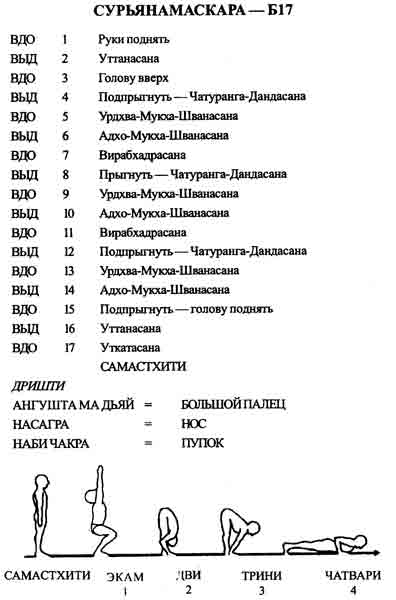 СУРЬЯНАМАСКАРА — Б17
ВДО 1 Руки поднять
ВЫД 2 Уттанасана
ВДО 3 Голову вверх
ВЫД 4 Подпрыгнуть — Чатуранга-Дандасана
ВДО 5 Урдхва-Мукха-Шванасана
ВЫД 6 Адхо-Мукха-Шванасана
ВДО 7 Вирабхадрасана
ВЫД 8 Прыгнуть — Чатуранга-Дандасана
ВДО 9 Урдхва-Мукха-Шванасана
ВЫД 10 Адхо-Мукха-Шванасана
ВДО 11 Вирабхадрасана
ВЫД 12 Подпрыгнуть — Чатуранга-Дандасана
ВДО 13 Урдхва-Мукха-Шванасана
ВЫД 14 Адхо-Мукха-Шванасана
ВДО 15 Подпрыгнуть — голову поднять
ВЫД 16 Уттанасана
ВДО 17 Уткатасана
САМАСТХИТИ
ДРИШТИ
АНГУШТА МА ДЬЯЙ = БОЛЬШОЙ ПАЛЕЦ
НАСАГРА = НОС
НАБИ ЧАКРА = ПУПОК
САМАСТХИТИ ЭКАМ ДВИ ТРИНИ ЧАТВАРИ
1 2 3 4